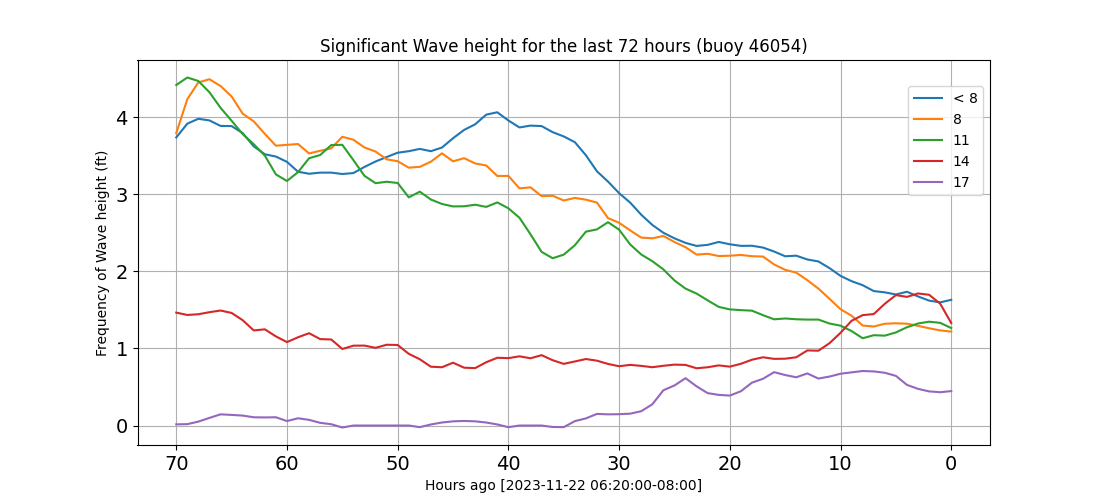 Significant Wave height for the last 72 hours (buoy 46054)
Frequency of Wave height (ft)
4
3
2
1
0
< 8
8
11
14
17
70 60 50 40 30 20 10 0
Hours ago [2023-11-22 06:20:00-08:00]